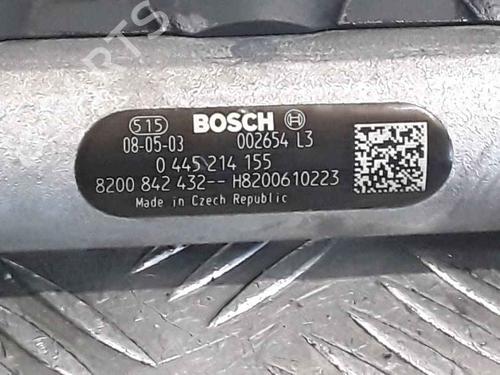 515 BOSCH
08-05-03 002654 L3
0 445 214 155
8200 842 432-- H8200610223
Made in Czech Republic
PARTS